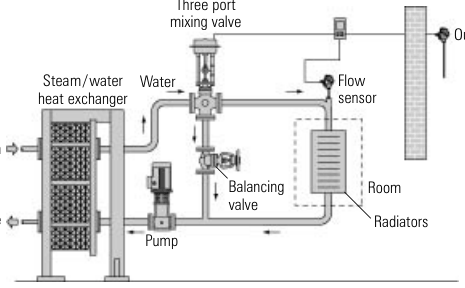 Three port
mixing valve
Steam/water
heat exchanger
Water
Flow
sensor
Balancing
valve
Room
Radiators
Pump